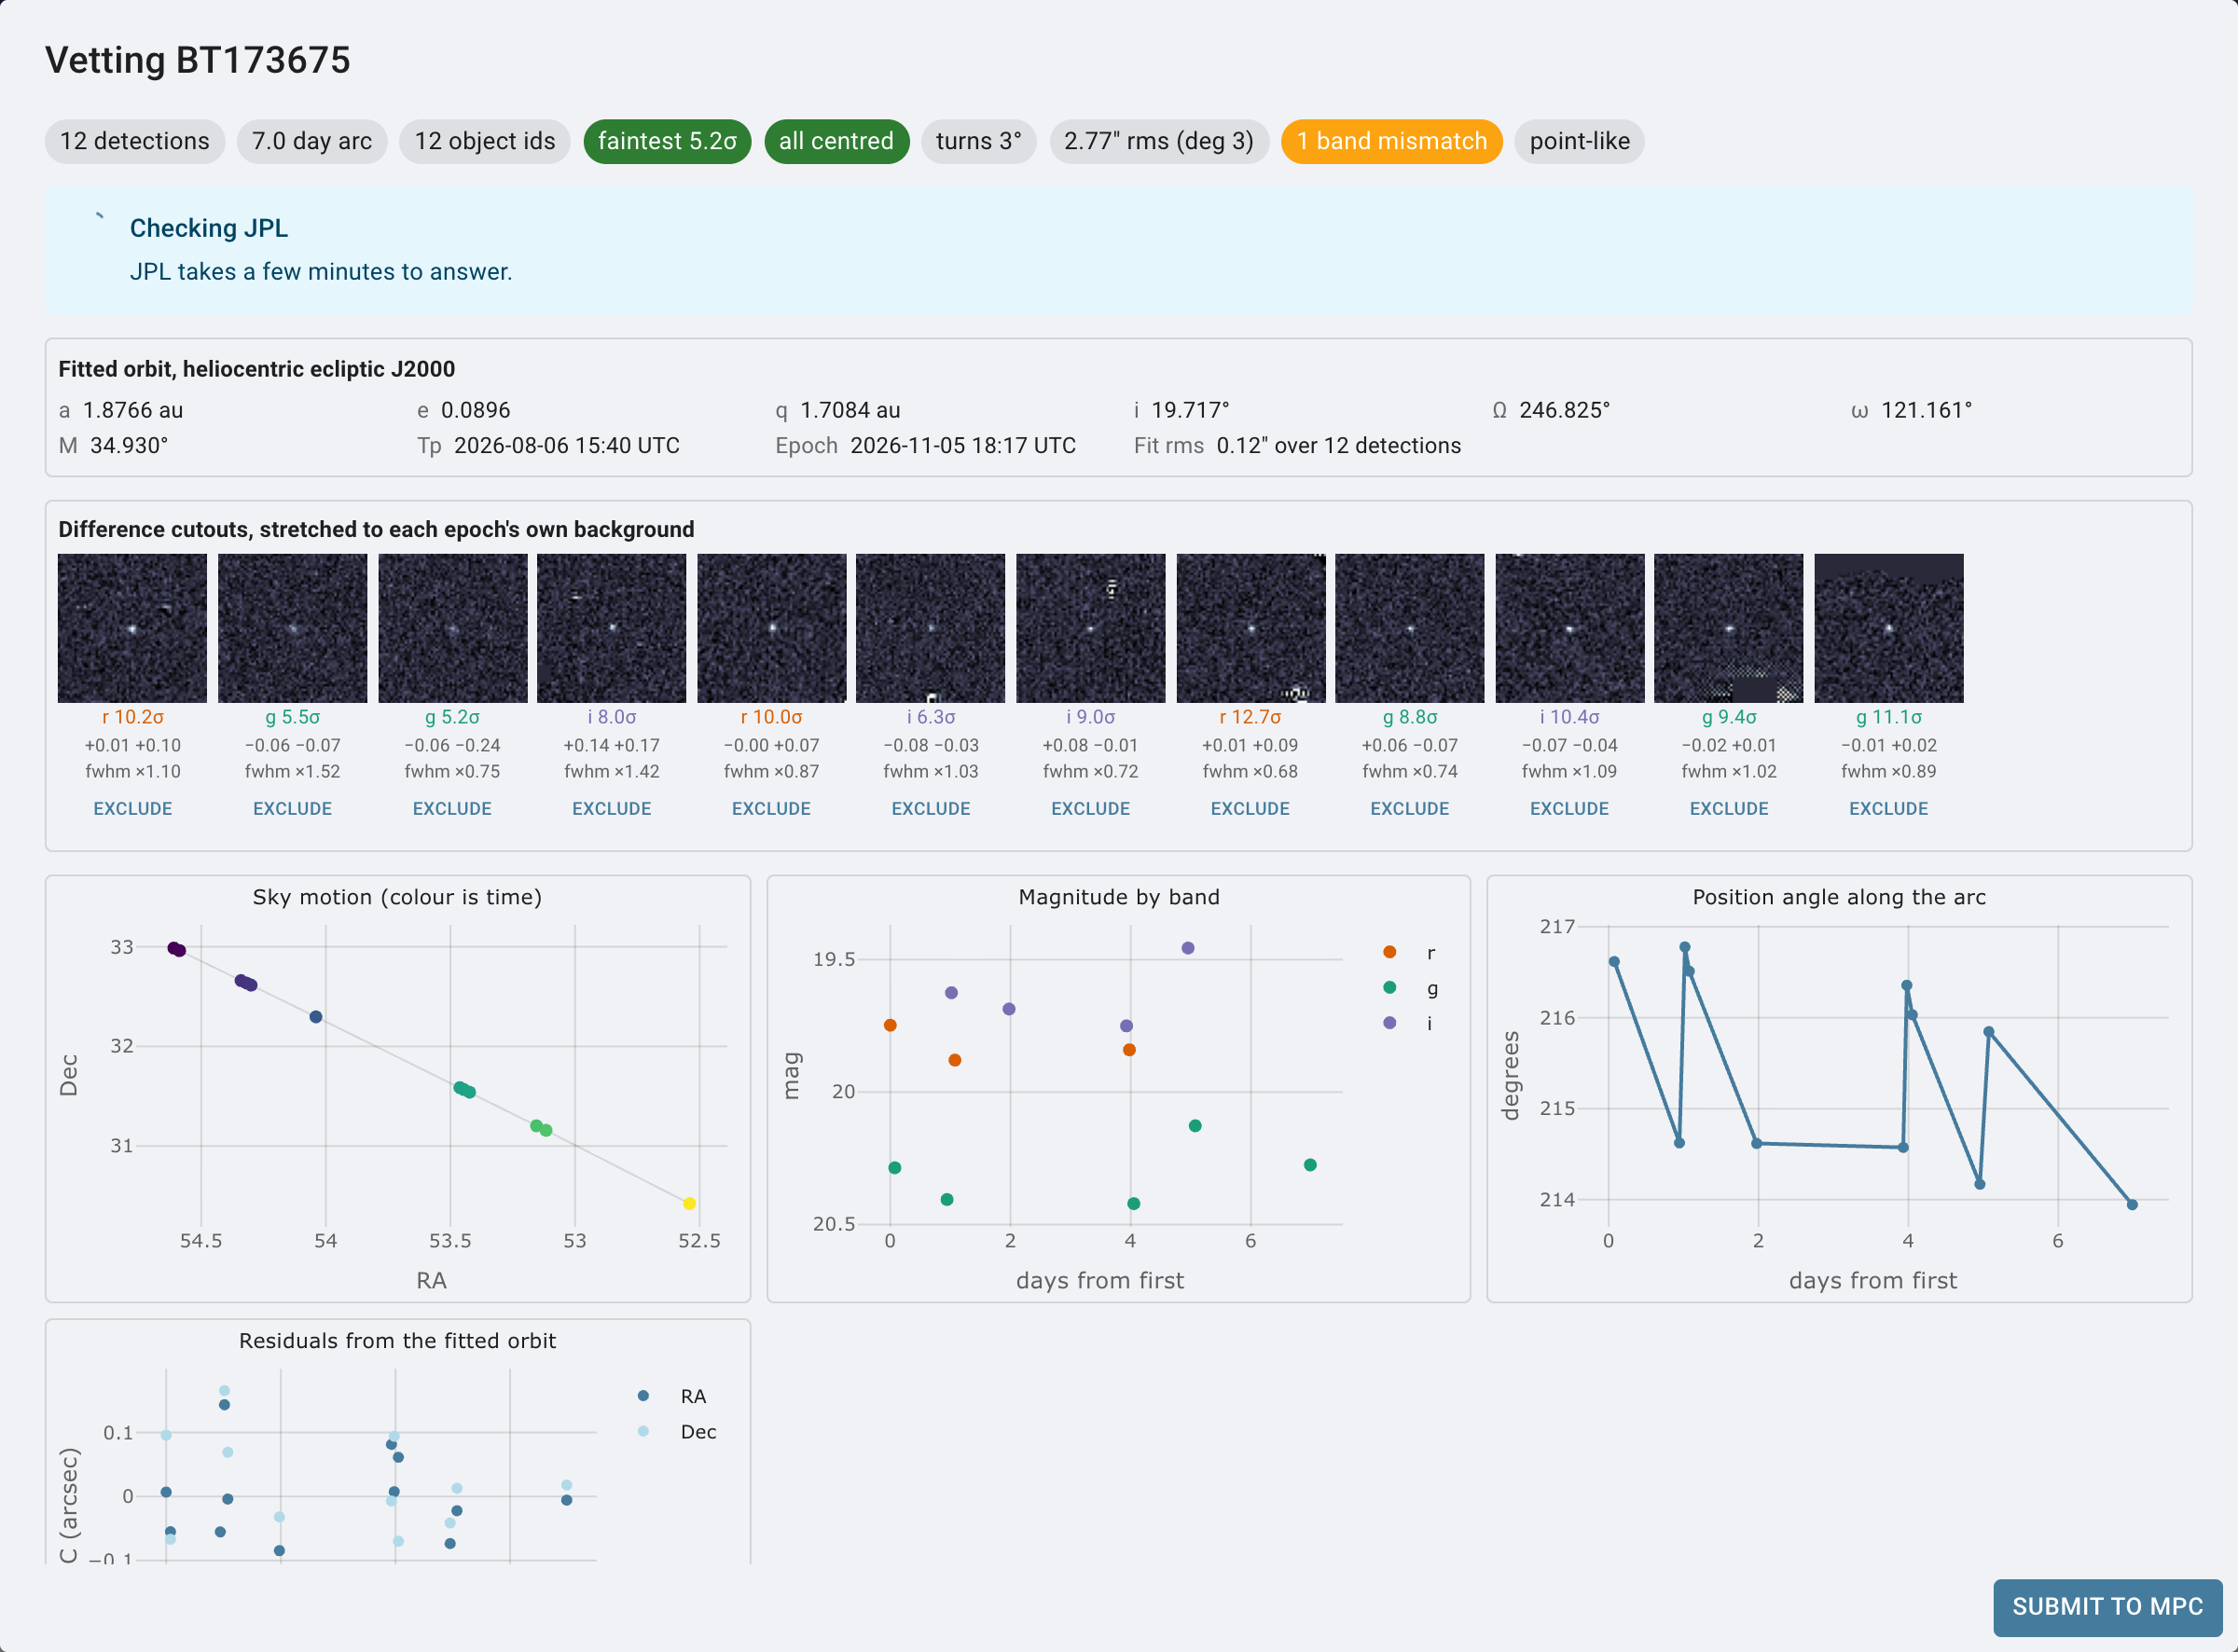 Vetting BT173675
12 detections 7.0 day arc 12 object ids faintest 5.2σ all centred turns 3° 2.77" rms (deg 3) 1 band mismatch point-like
Checking JPL
JPL takes a few minutes to answer.
Fitted orbit, heliocentric ecliptic J2000
a 1.8766 au e 0.0896 q 1.7084 au i 19.717° Ω 246.825° ω 121.161°
M 34.930° Tp 2026-08-06 15:40 UTC Epoch 2026-11-05 18:17 UTC Fit rms 0.12" over 12 detections
Difference cutouts, stretched to each epoch's own background
r 10.2σ g 5.5σ g 5.2σ i 8.0σ r 10.0σ i 6.3σ i 9.0σ r 12.7σ g 8.8σ i 10.4σ g 9.4σ g 11.1σ
+0.01 +0.10 −0.06 −0.07 −0.06 −0.24 +0.14 +0.17 −0.00 +0.07 −0.08 −0.03 +0.08 −0.01 +0.01 +0.09 +0.06 −0.07 −0.07 −0.04 −0.02 +0.01 −0.01 +0.02
fwhm ×1.10 fwhm ×1.52 fwhm ×0.75 fwhm ×1.42 fwhm ×0.87 fwhm ×1.03 fwhm ×0.72 fwhm ×0.68 fwhm ×0.74 fwhm ×1.09 fwhm ×1.02 fwhm ×0.89
EXCLUDE EXCLUDE EXCLUDE EXCLUDE EXCLUDE EXCLUDE EXCLUDE EXCLUDE EXCLUDE EXCLUDE EXCLUDE EXCLUDE
Sky motion (colour is time)
33
32
31
Dec
54.5 54 53.5 53 52.5
RA
Magnitude by band
19.5
20
20.5
mag
0 2 4 6
days from first
r
g
i
Position angle along the arc
217
216
215
214
degrees
0 2 4 6
days from first
Residuals from the fitted orbit
0.1
0
−0.1
C (arcsec)
RA
Dec
SUBMIT TO MPC